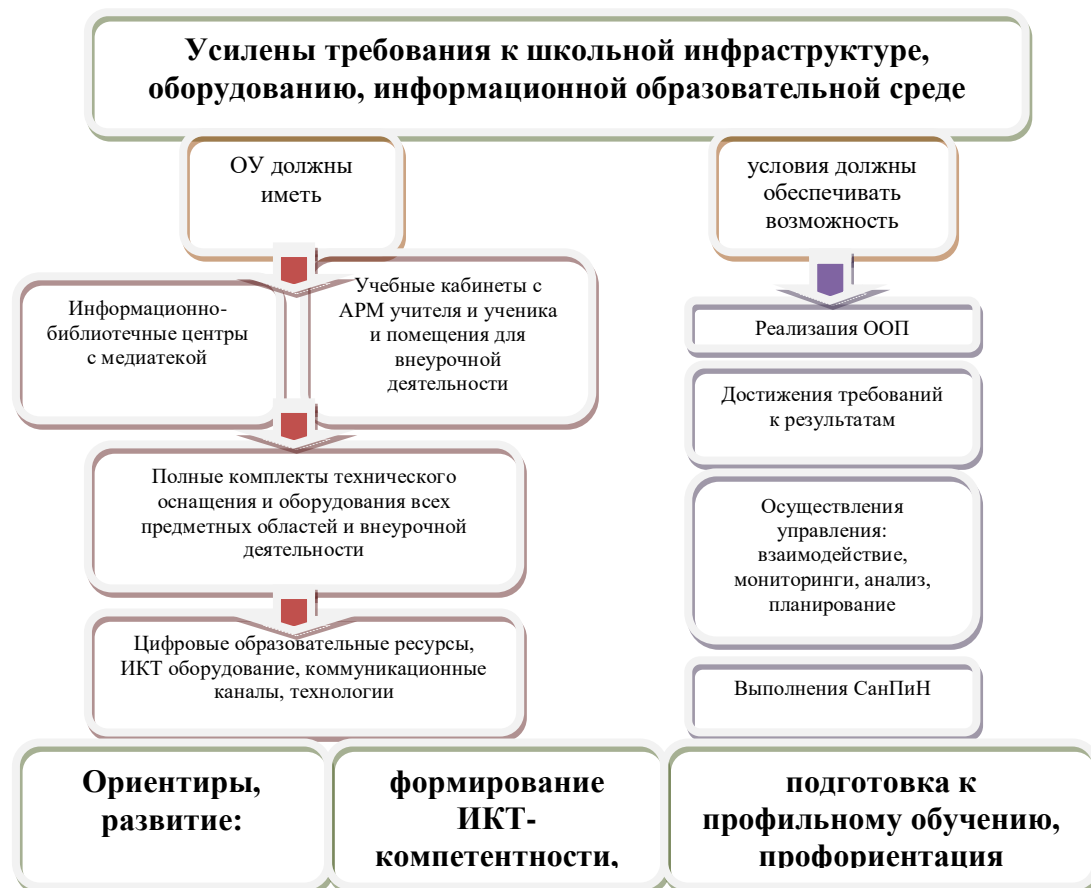 Усилены требования к школьной инфраструктуре,
оборудованию, информационной образовательной среде
ОУ должны
иметь
условия должны
обеспечивать
возможность
Информационно-
библиотечные центры
с медиатекой
Учебные кабинеты с
АРМ учителя и ученика
и помещения для
внеурочной
деятельности
Полные комплекты технического
оснащения и оборудования всех
предметных областей и внеурочной
деятельности
Цифровые образовательные ресурсы,
ИКТ оборудование, коммуникационные
каналы, технологии
Реализация ООП
Достижения требований
к результатам
Осуществления
управления:
взаимодействие,
мониторинги, анализ,
планирование
Выполнения СанПиН
Ориентиры,
развитие:
формирование
ИКТ-
компетентности,
подготовка к
профильному обучению,
профориентация